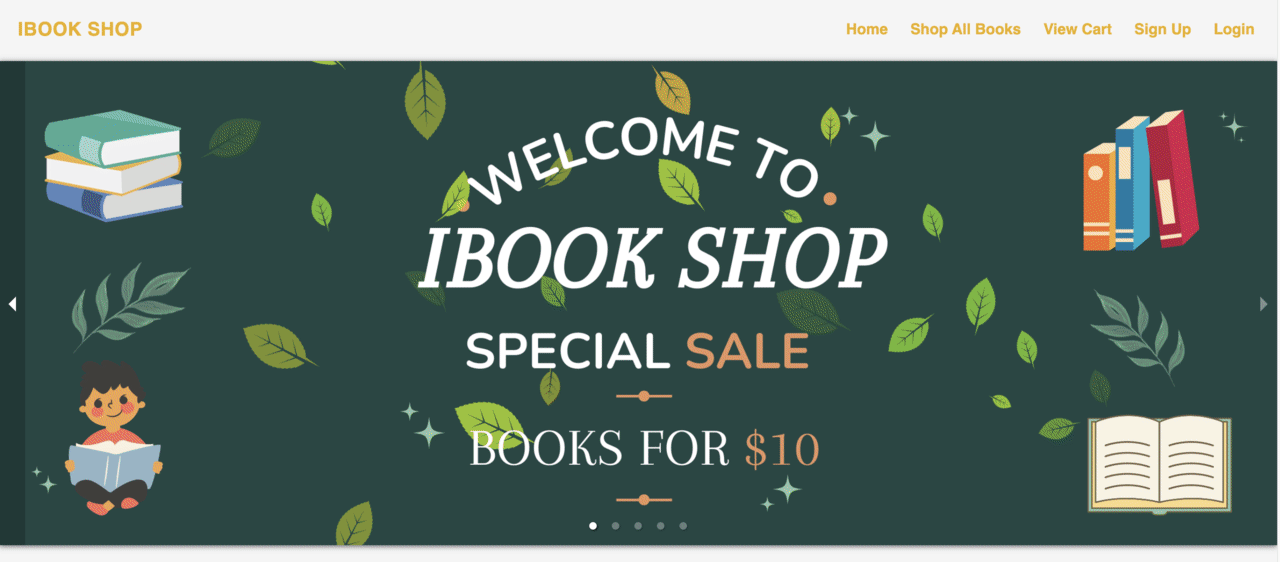 IBOOK SHOP
Home Shop All Books View Cart Sign Up Login
WELCOME TO
IBOOK SHOP
SPECIAL SALE
BOOKS FOR $10